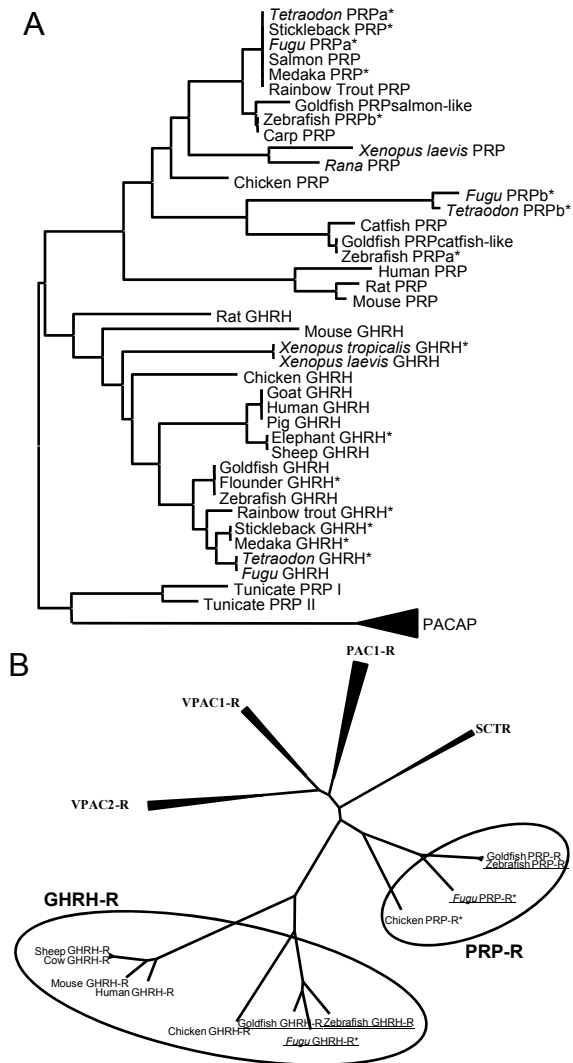 A
Tetraodon PRPa*
Stickleback PRP*
Fugu PRPa*
Salmon PRP
Medaka PRP*
Rainbow Trout PRP
Goldfish PRPsalmon-like
Zebrafish PRPb*
Carp PRP
Xenopus laevis PRP
Rana PRP
Chicken PRP
Fugu PRPb*
Tetraodon PRPb*
Catfish PRP
Goldfish PRPcatfish-like
Zebrafish PRPa*
Human PRP
Rat PRP
Mouse PRP
Rat GHRH
Mouse GHRH
Xenopus tropicalis GHRH*
Xenopus laevis GHRH
Chicken GHRH
Goat GHRH
Human GHRH
Pig GHRH
Elephant GHRH*
Sheep GHRH
Goldfish GHRH
Flounder GHRH*
Zebrafish GHRH
Rainbow trout GHRH*
Stickleback GHRH*
Medaka GHRH*
Tetraodon GHRH*
Fugu GHRH
Tunicate PRP I
Tunicate PRP II
PACAP
B
PAC1-R
VPAC1-R
SCTR
VPAC2-R
Goldfish PRP-R
Zebrafish PRP-R
Fugu PRP-R*
Chicken PRP-R*
PRP-R
GHRH-R
Sheep GHRH-R
Cow GHRH-R
Mouse GHRH-R
Human GHRH-R
Chicken GHRH-R
Goldfish GHRH-R
Zebrafish GHRH-R
Fugu GHRH-R*